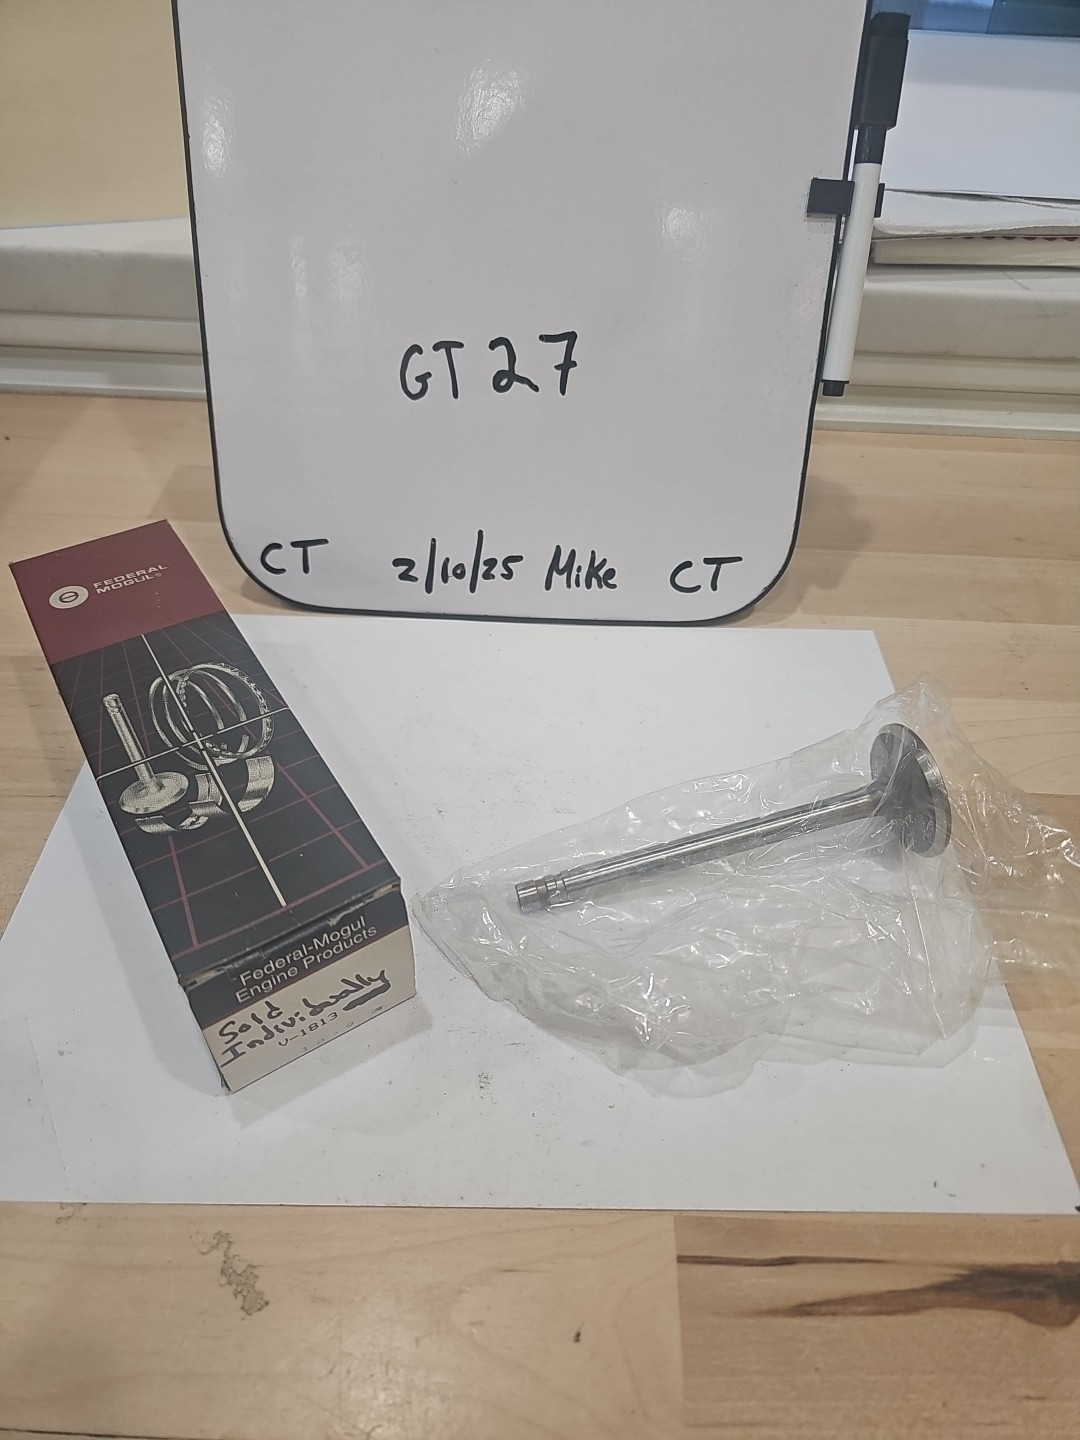 GT 27
CT 2/10/25 Mike CT
FEDERAL
MOGUL®
Federal-Mogul
Engine Products
Sold
Individually
V-1813